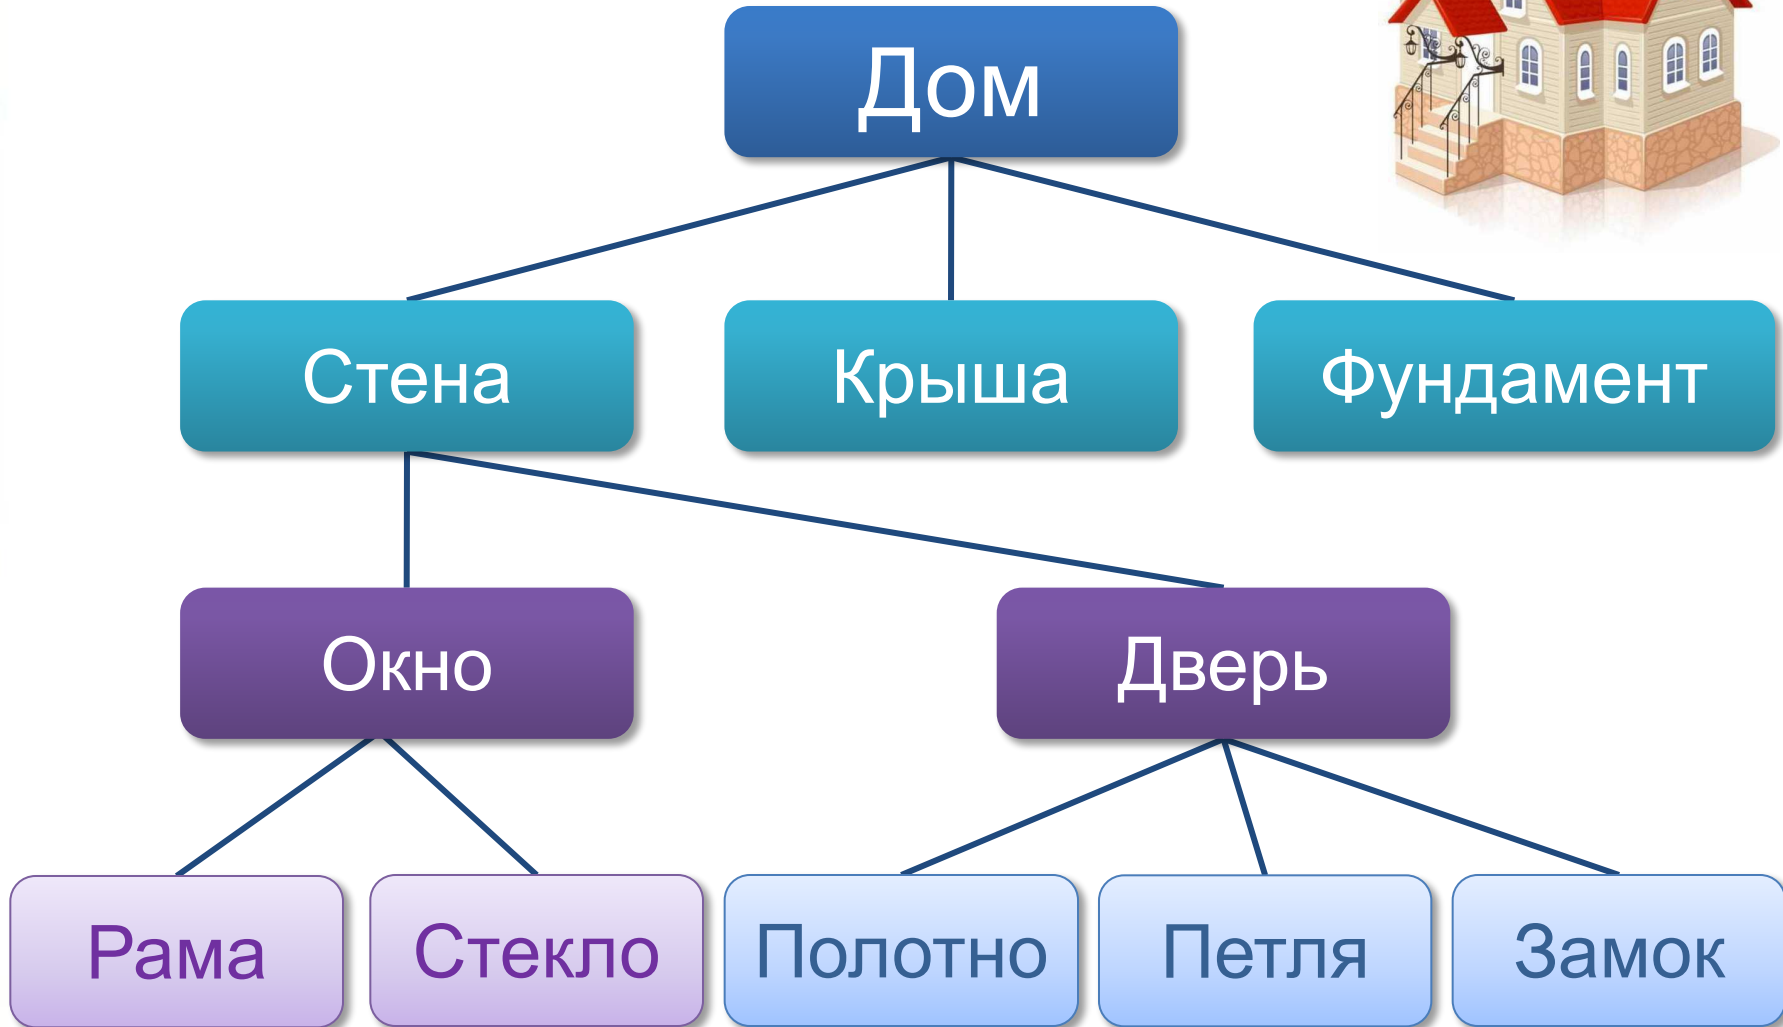 Дом
Стена
Крыша
Фундамент
Окно
Дверь
Рама
Стекло
Полотно
Петля
Замок